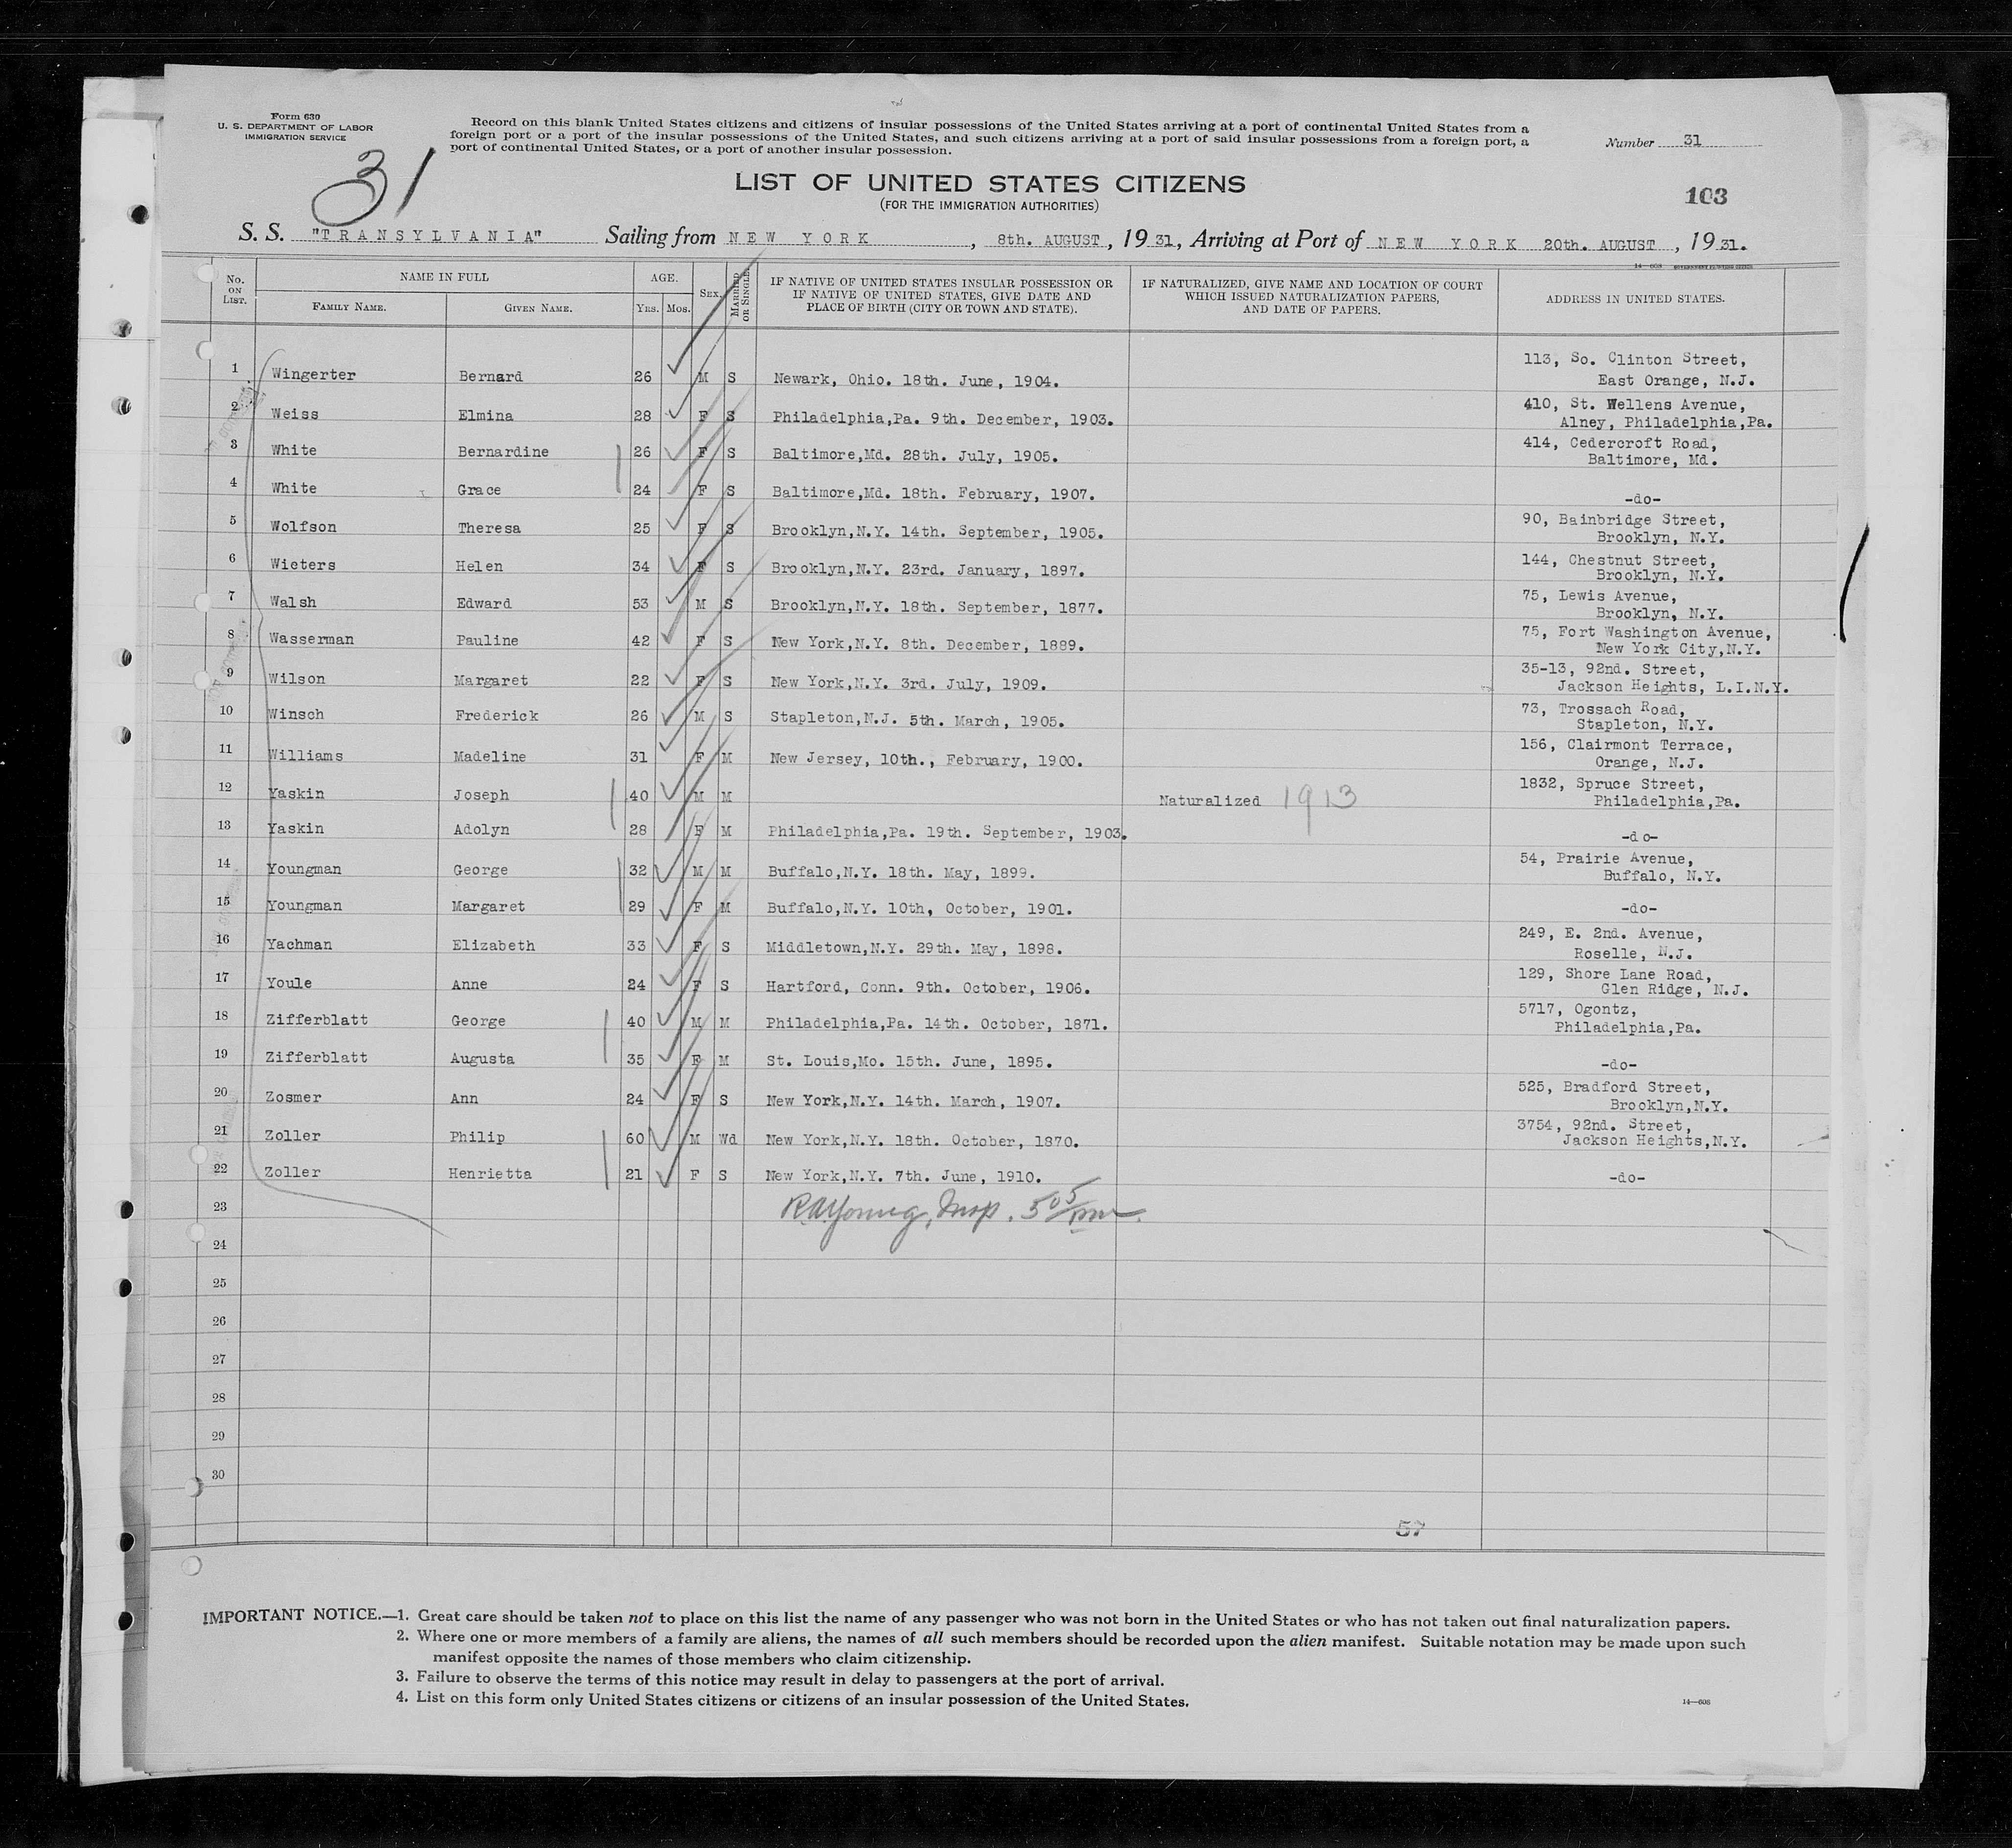 Form 630
U. S. DEPARTMENT OF LABOR
IMMIGRATION SERVICE
31
Record on this blank United States citizens and citizens of insular possessions of the United States arriving at a port of continental United States from a
foreign port or a port of the insular possessions of the United States, and such citizens arriving at a port of said insular possessions from a foreign port, a
port of continental United States, or a port of another insular possession.
Number 31
LIST OF UNITED STATES CITIZENS
(FOR THE IMMIGRATION AUTHORITIES)
103
S. S. "TRANSYLVANIA" Sailing from NEW YORK, 8th. AUGUST, 1931, Arriving at Port of NEW YORK 20th. AUGUST, 1931.
No. ON LIST. NAME IN FULL FAMILY NAME. GIVEN NAME. AGE. YRS. MOS. SEX. MARRIED OR SINGLE. IF NATIVE OF UNITED STATES INSULAR POSSESSION OR IF NATIVE OF UNITED STATES, GIVE DATE AND PLACE OF BIRTH (CITY OR TOWN AND STATE). IF NATURALIZED, GIVE NAME AND LOCATION OF COURT WHICH ISSUED NATURALIZATION PAPERS, AND DATE OF PAPERS. ADDRESS IN UNITED STATES.
1 Wingerter Bernard 26 M S Newark, Ohio. 18th. June, 1904. 113, So. Clinton Street, East Orange, N.J.
2 Weiss Elmina 28 F S Philadelphia,Pa. 9th. December, 1903. 410, St. Wellens Avenue, Alney, Philadelphia,Pa.
3 White Bernardine 26 F S Baltimore,Md. 28th. July, 1905. 414, Cedercroft Road, Baltimore, Md.
4 White Grace 24 F S Baltimore,Md. 18th. February, 1907. -do-
5 Wolfson Theresa 25 F S Brooklyn,N.Y. 14th. September, 1905. 90, Bainbridge Street, Brooklyn, N.Y.
6 Wieters Helen 34 F S Brooklyn,N.Y. 23rd. January, 1897. 144, Chestnut Street, Brooklyn, N.Y.
7 Walsh Edward 53 M S Brooklyn,N.Y. 18th. September, 1877. 75, Lewis Avenue, Brooklyn, N.Y.
8 Wasserman Pauline 42 F S New York,N.Y. 8th. December, 1889. 75, Fort Washington Avenue, New York City,N.Y.
9 Wilson Margaret 22 F S New York,N.Y. 3rd. July, 1909. 35-13, 92nd. Street, Jackson Heights, L.I.N.Y.
10 Winsch Frederick 26 M S Stapleton,N.J. 5th. March, 1905. 73, Trossach Road, Stapleton, N.Y.
11 Williams Madeline 31 F M New Jersey, 10th., February, 1900. 156, Clairmont Terrace, Orange, N.J.
12 Yaskin Joseph 40 M M Naturalized 1913 1832, Spruce Street, Philadelphia,Pa.
13 Yaskin Adolyn 28 F M Philadelphia,Pa. 19th. September, 1903. -do-
14 Youngman George 32 M M Buffalo,N.Y. 18th. May, 1899. 54, Prairie Avenue, Buffalo, N.Y.
15 Youngman Margaret 29 F M Buffalo,N.Y. 10th, October, 1901. -do-
16 Yachman Elizabeth 33 F S Middletown,N.Y. 29th. May, 1898. 249, E. 2nd. Avenue, Roselle, N.J.
17 Youle Anne 24 F S Hartford, Conn. 9th. October, 1906. 129, Shore Lane Road, Glen Ridge, N.J.
18 Zifferblatt George 40 M M Philadelphia,Pa. 14th. October, 1871. 5717, Ogontz, Philadelphia,Pa.
19 Zifferblatt Augusta 35 F M St. Louis,Mo. 15th. June, 1895. -do-
20 Zosmer Ann 24 F S New York,N.Y. 14th. March, 1907. 525, Bradford Street, Brooklyn,N.Y.
21 Zoller Philip 60 M Wd New York,N.Y. 18th. October, 1870. 3754, 92nd. Street, Jackson Heights,N.Y.
22 Zoller Henrietta 21 F S New York,N.Y. 7th. June, 1910. -do-
23 R.A. Young, Insp. 5 05 pm
24
25
26
27
28
29
30
57
IMPORTANT NOTICE.—1. Great care should be taken not to place on this list the name of any passenger who was not born in the United States or who has not taken out final naturalization papers.
2. Where one or more members of a family are aliens, the names of all such members should be recorded upon the alien manifest. Suitable notation may be made upon such
manifest opposite the names of those members who claim citizenship.
3. Failure to observe the terms of this notice may result in delay to passengers at the port of arrival.
4. List on this form only United States citizens or citizens of an insular possession of the United States.
14—608